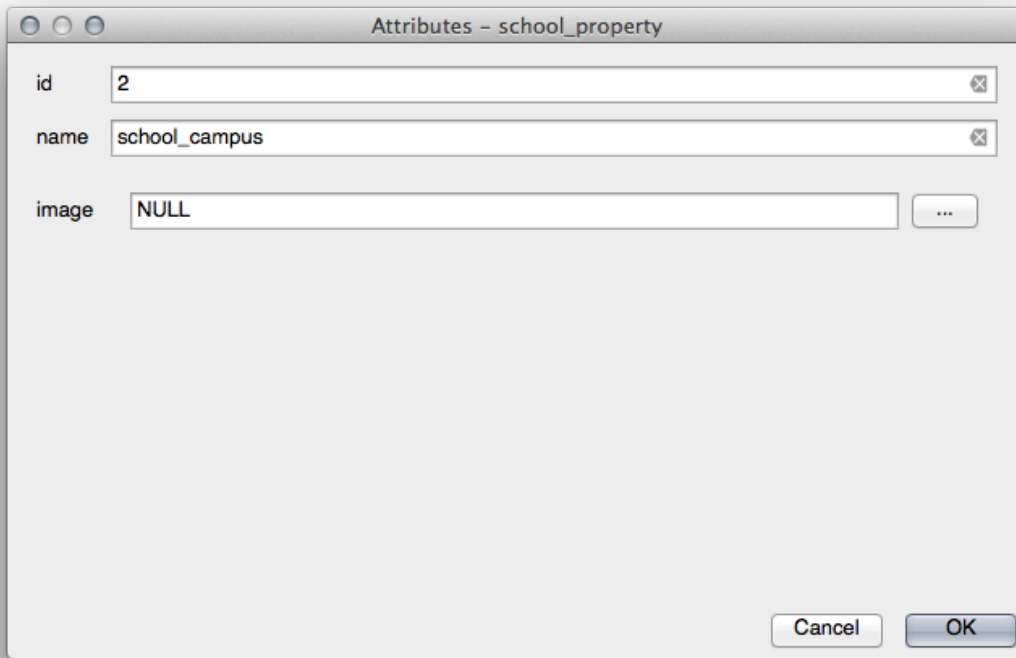 Attributes – school_property
id 2
name school_campus
image NULL ...
Cancel OK